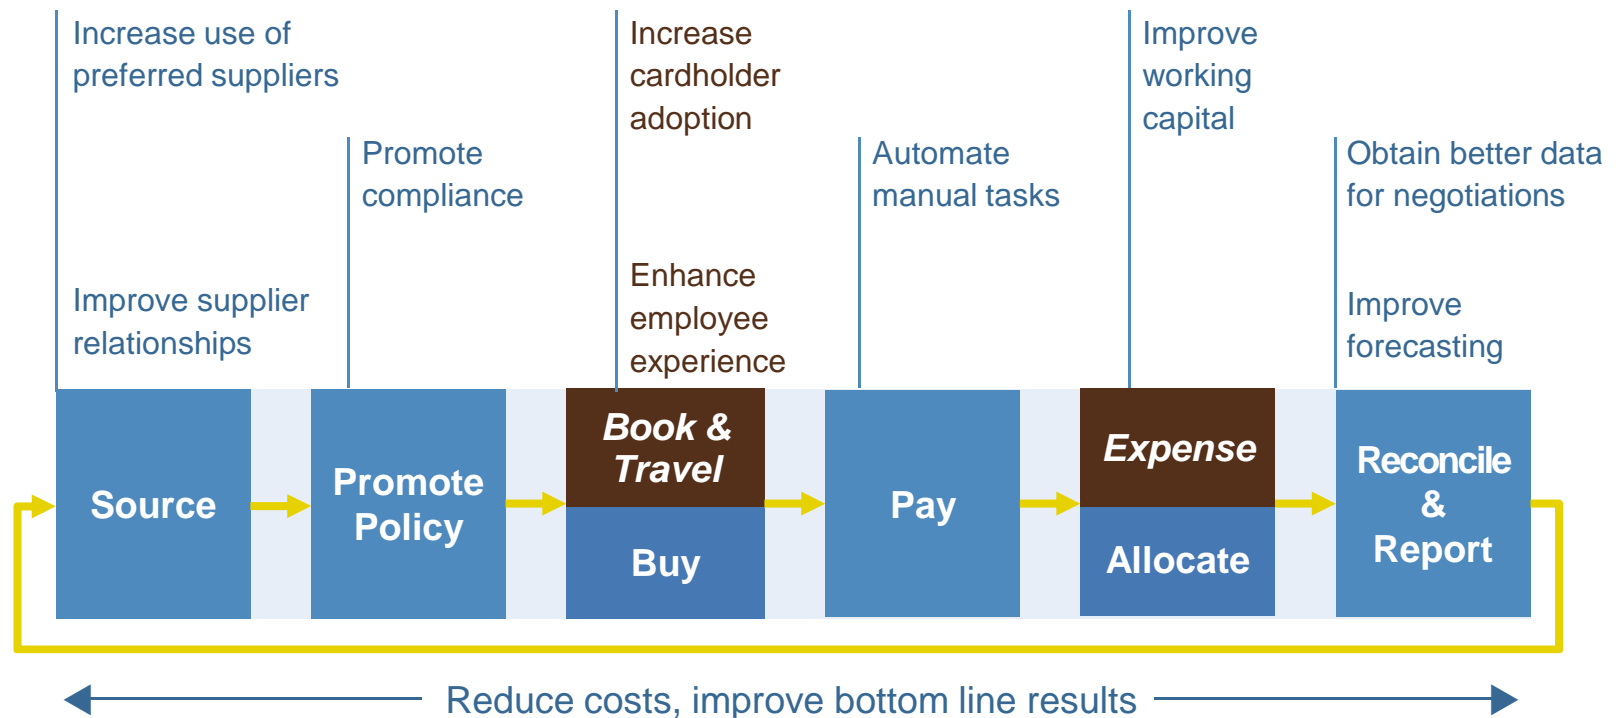 Increase use of
preferred suppliers
Improve supplier
relationships
Promote
compliance
Increase
cardholder
adoption
Enhance
employee
experience
Automate
manual tasks
Improve
working
capital
Obtain better data
for negotiations
Improve
forecasting
Source
Promote
Policy
Book &
Travel
Buy
Pay
Expense
Allocate
Reconcile
&
Report
Reduce costs, improve bottom line results